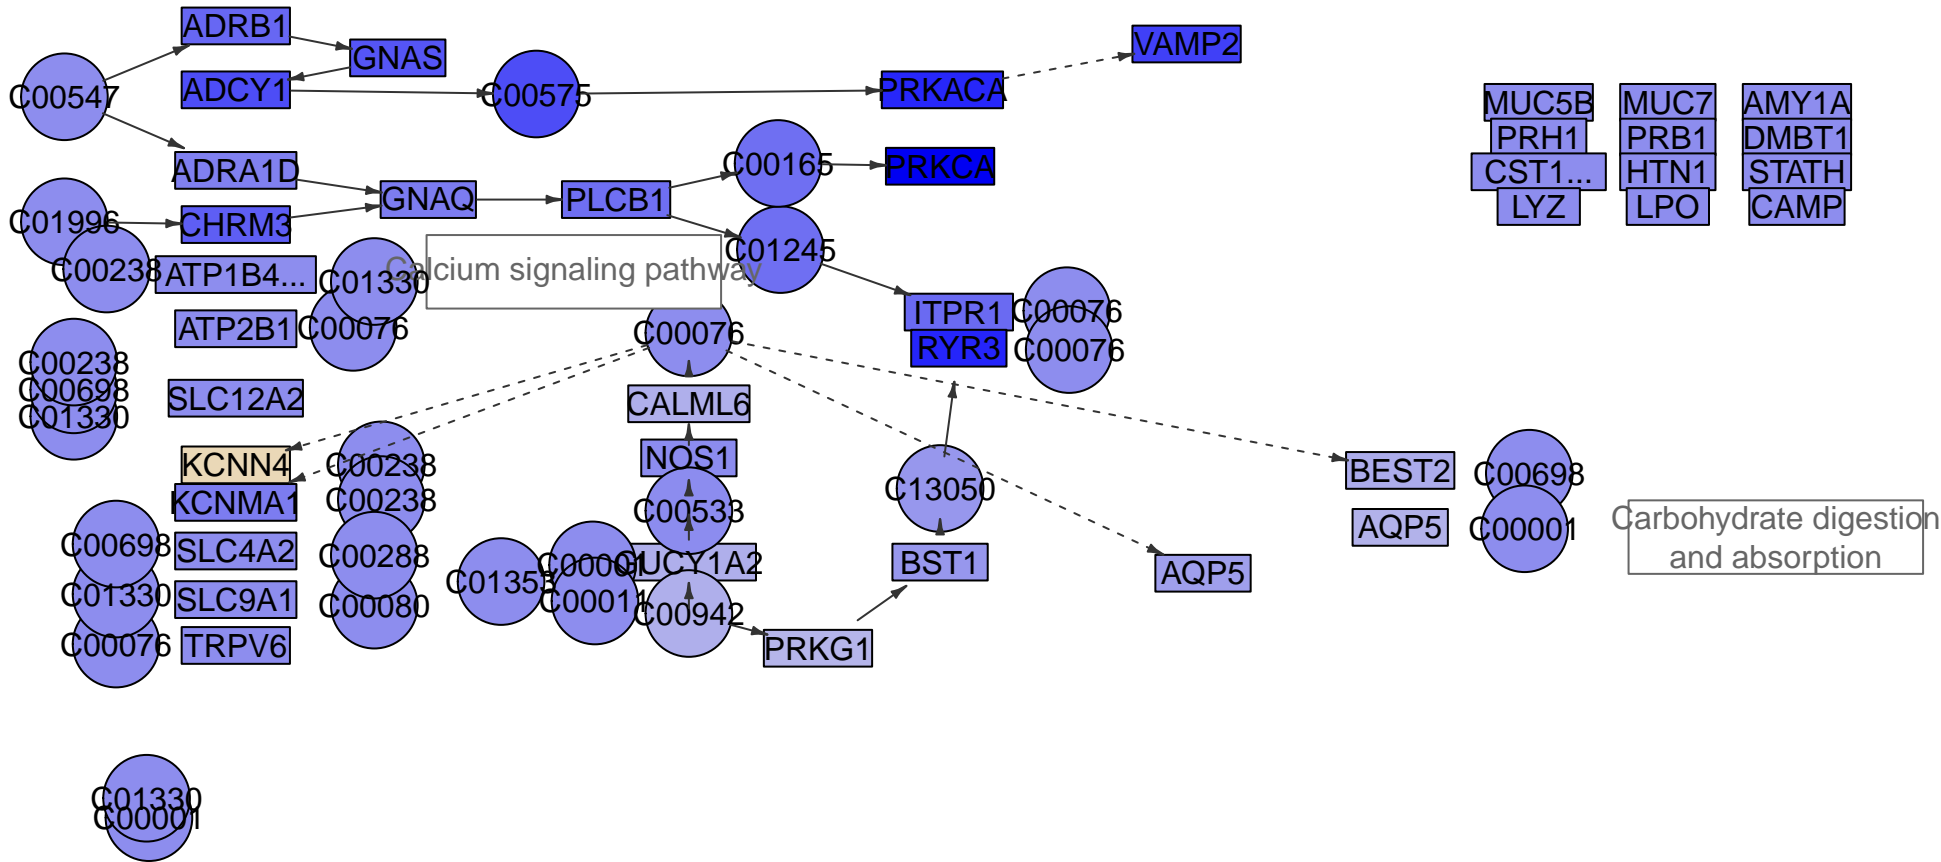 ADRB1
GNAS
VAMP2
C00547
ADCY1
C00575
PRKACA
MUC5B
MUC7
AMY1A
PRH1
PRB1
DMBT1
ADRA1D
C00165
PRKCA
CST1...
HTN1
STATH
GNAQ
PLCB1
LYZ
LPO
CAMP
C01996
CHRM3
C01245
C00238
ATP1B4...
C01330
Calcium signaling pathway
ATP2B1
C00076
C00076
ITPR1
C00076
RYR3
C00076
C00238
C00698
C01330
SLC12A2
CALML6
KCNN4
C00238
NOS1
BEST2
C00698
KCNMA1
C00238
C00533
C13050
AQP5
C00001
Carbohydrate digestion
and absorption
C00698
SLC4A2
C00288
C01353
C00001
GUCY1A2
BST1
AQP5
C01330
SLC9A1
C00080
C00011
C00942
C00076
TRPV6
PRKG1
C01330
C00001